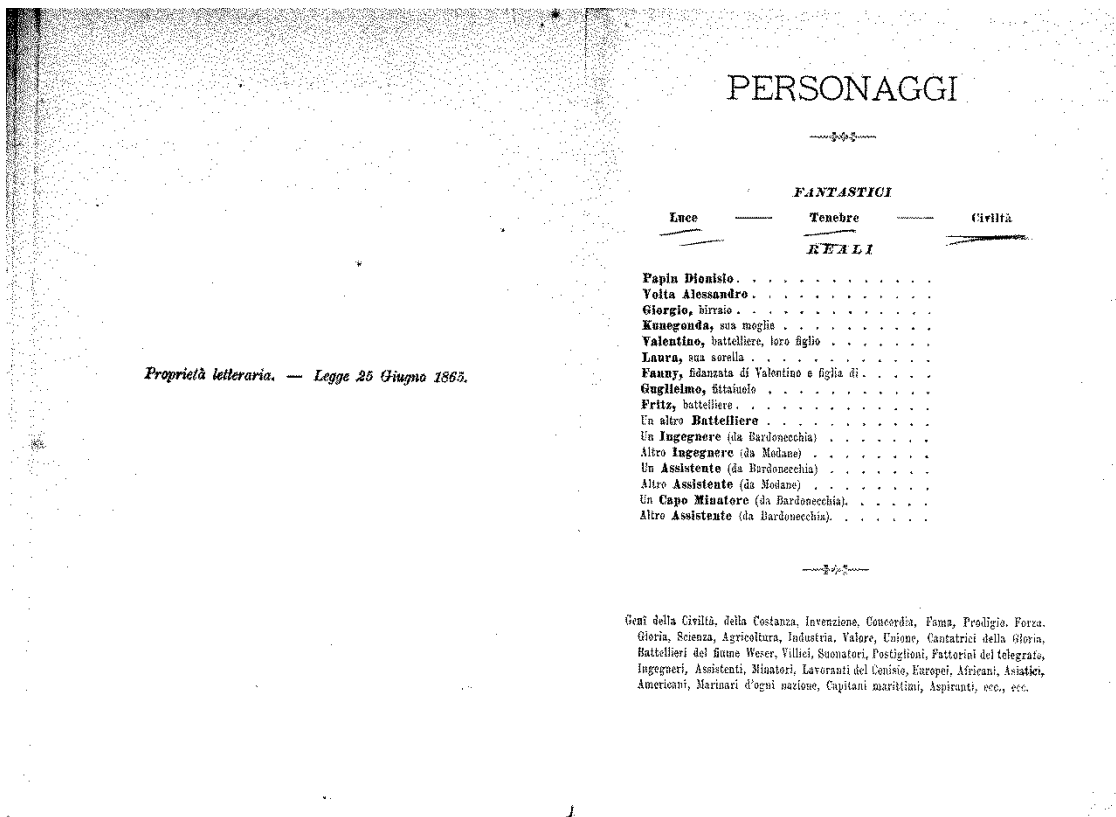 Proprietà letteraria. — Legge 25 Giugno 1865.
PERSONAGGI
FANTASTICI
Luce — Tenebre — Civiltà
REALI
Papin Dionisio. . . . . . . . . . . . .
Volta Alessandro . . . . . . . . . . . .
Giorgio, birraio . . . . . . . . . . . . .
Kunegonda, sua moglie . . . . . . . . . .
Valentino, battelliere, loro figlio . . . . . . .
Laura, sua sorella . . . . . . . . . . . .
Fanny, fidanzata di Valentino e figlia di . . . . .
Guglielmo, fittaiuolo . . . . . . . . . . .
Fritz, battelliere . . . . . . . . . . . . .
Un altro Battelliere . . . . . . . . . . .
Un Ingegnere (da Bardonecchia) . . . . . . .
Altro Ingegnere (da Modane) . . . . . . . .
Un Assistente (da Bardonecchia) . . . . . . .
Altro Assistente (da Modane) . . . . . . . .
Un Capo Minatore (da Bardonecchia). . . . . .
Altro Assistente (da Bardonecchia). . . . . . .
Genî della Civiltà, della Costanza, Invenzione, Concordia, Fama, Prodigio, Forza,
Gloria, Scienza, Agricoltura, Industria, Valore, Unione, Cantatrici della Gloria,
Battellieri del fiume Weser, Villici, Suonatori, Postiglioni, Fattorini del telegrafo,
Ingegneri, Assistenti, Minatori, Lavoranti del Cenisio, Europei, Africani, Asiatici,
Americani, Marinari d'ogni nazione, Capitani marittimi, Aspiranti, ecc., ecc.